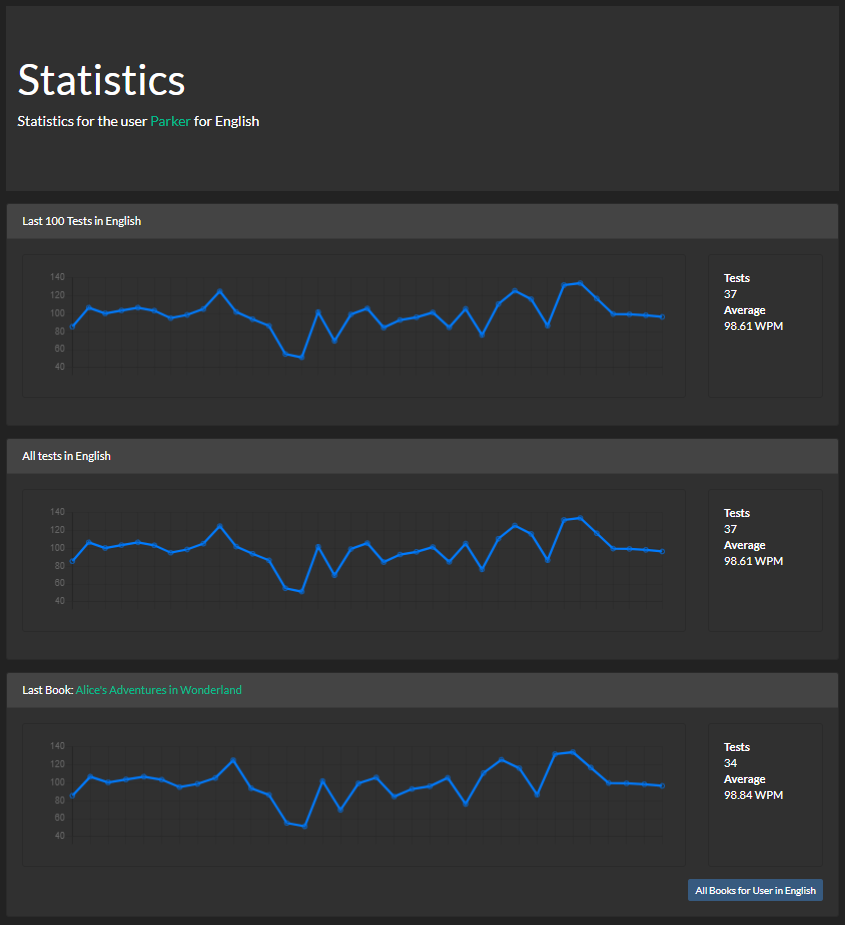 Statistics
Statistics for the user Parker for English
Last 100 Tests in English
140
120
100
80
60
40
Tests
37
Average
98.61 WPM
All tests in English
140
120
100
80
60
40
Tests
37
Average
98.61 WPM
Last Book: Alice's Adventures in Wonderland
140
120
100
80
60
40
Tests
34
Average
98.84 WPM
All Books for User in English